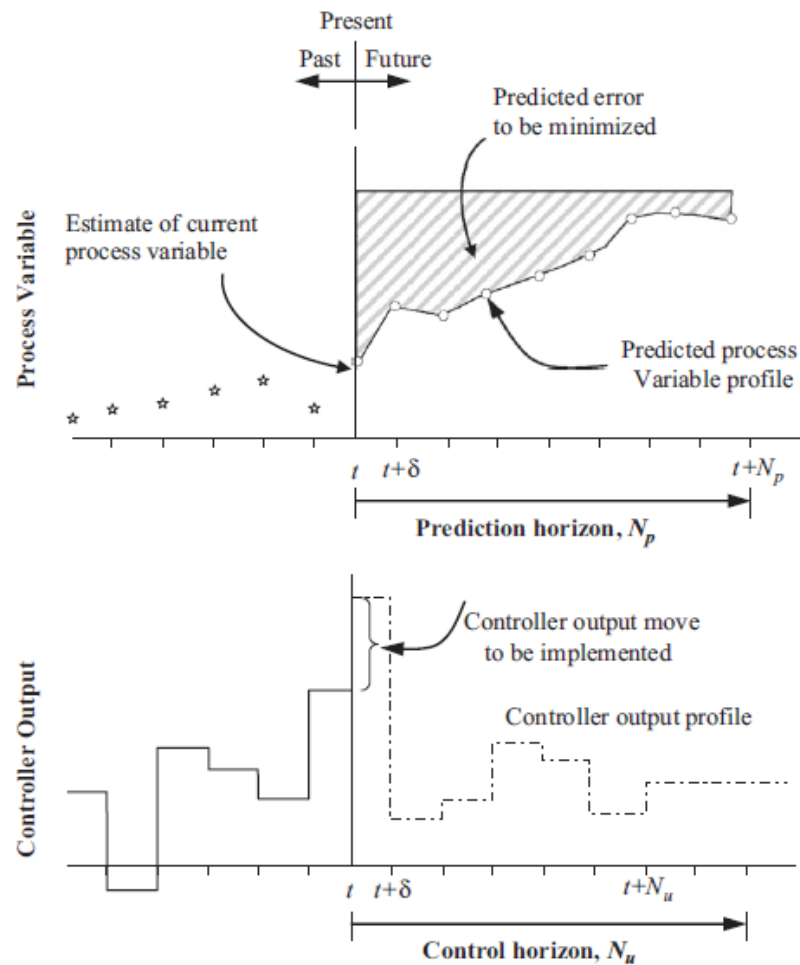 Present
Past
Future
Predicted error
to be minimized
Estimate of current
process variable
Process Variable
Predicted process
Variable profile
t
t+δ
t+Np
Prediction horizon, Np
Controller output move
to be implemented
Controller output profile
Controller Output
t
t+δ
t+Nu
Control horizon, Nu